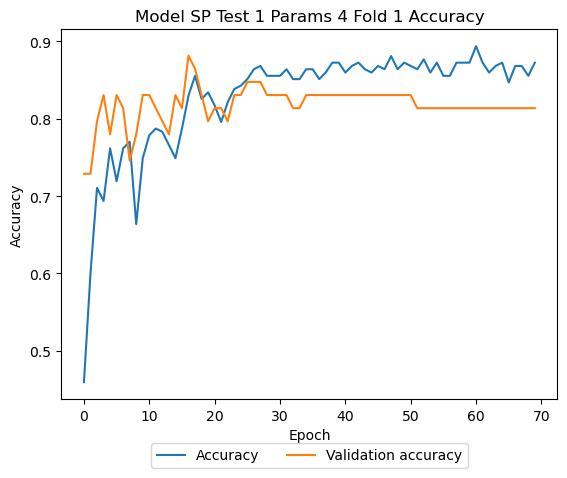 Model SP Test 1 Params 4 Fold 1 Accuracy
0.9
0.8
0.7
0.6
0.5
Accuracy
0 10 20 30 40 50 60 70
Epoch
Accuracy Validation accuracy